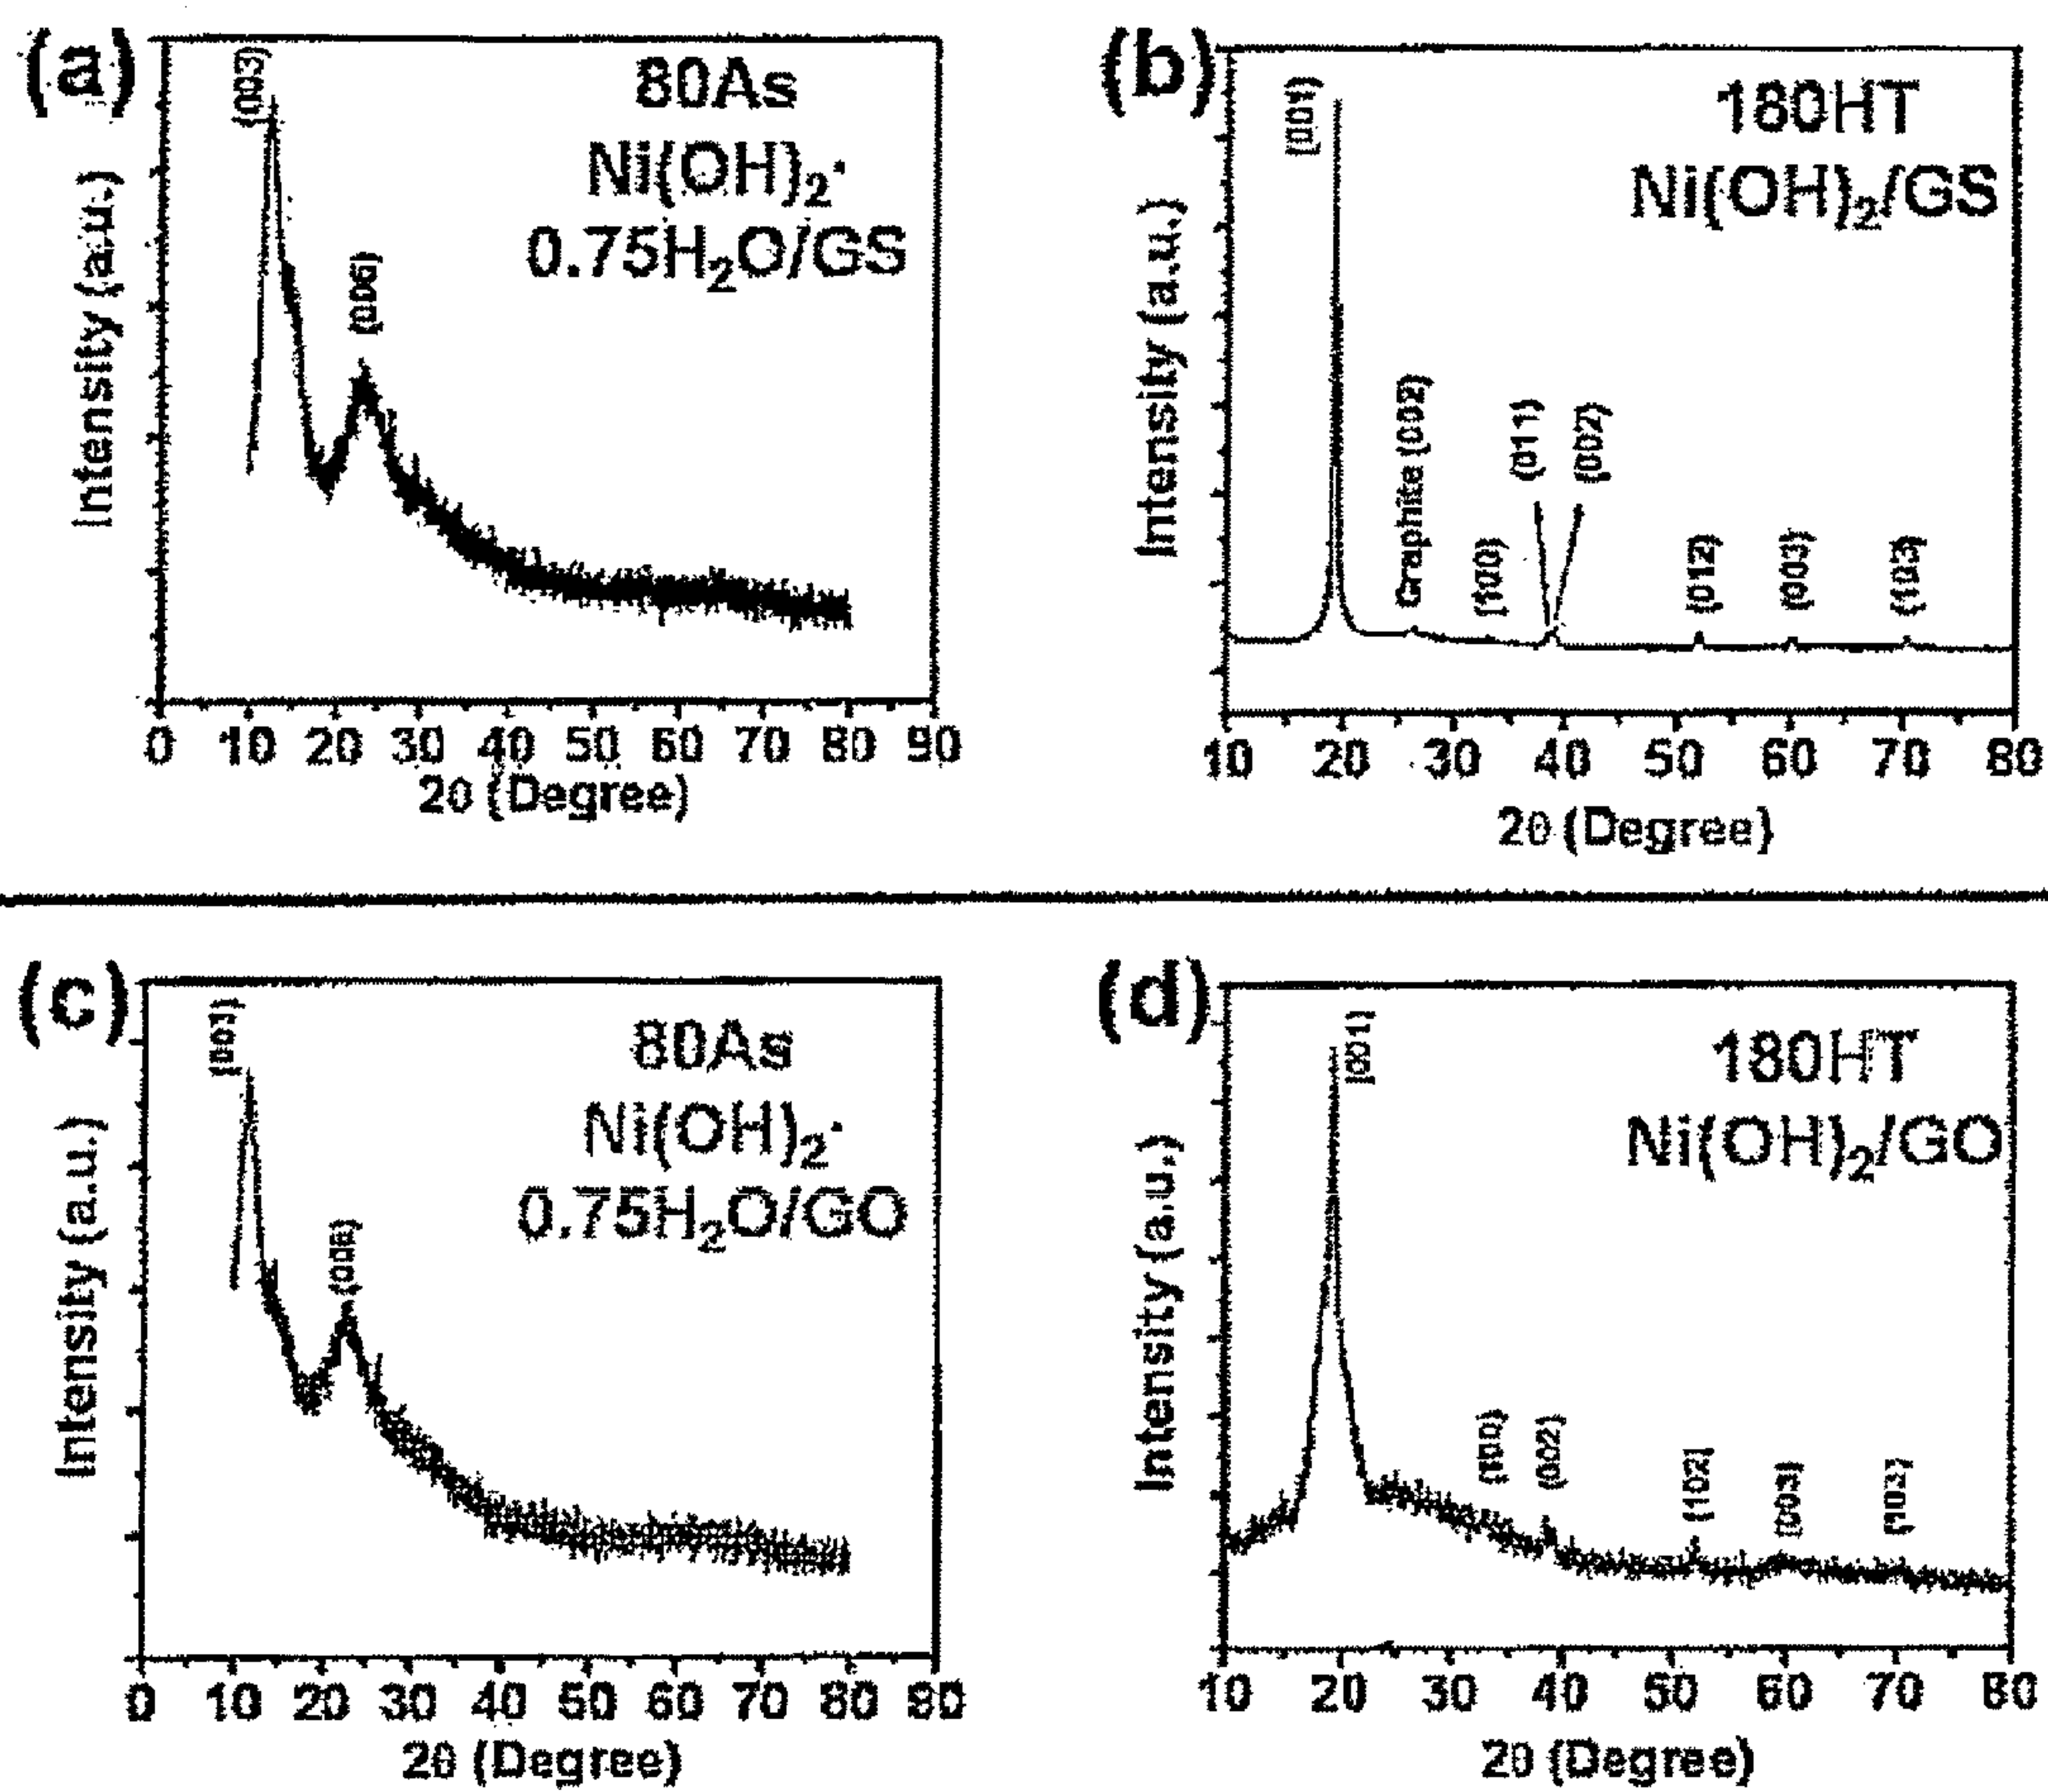 (a)
(003)
80As
Ni(OH)₂·
0.75H₂O/GS
(006)
Intensity (a.u.)
0 10 20 30 40 50 60 70 80 90
2θ (Degree)
(b)
(001)
180HT
Ni(OH)₂/GS
Graphite (002)
(100)
(011)
(002)
(012)
(003)
(103)
Intensity (a.u.)
10 20 30 40 50 60 70 80
2θ (Degree)
(c)
(003)
80As
Ni(OH)₂·
0.75H₂O/GO
(006)
Intensity (a.u.)
0 10 20 30 40 50 60 70 80 90
2θ (Degree)
(d)
(001)
180HT
Ni(OH)₂/GO
(100)
(002)
(102)
(003)
Intensity (a.u.)
10 20 30 40 50 60 70 80
2θ (Degree)